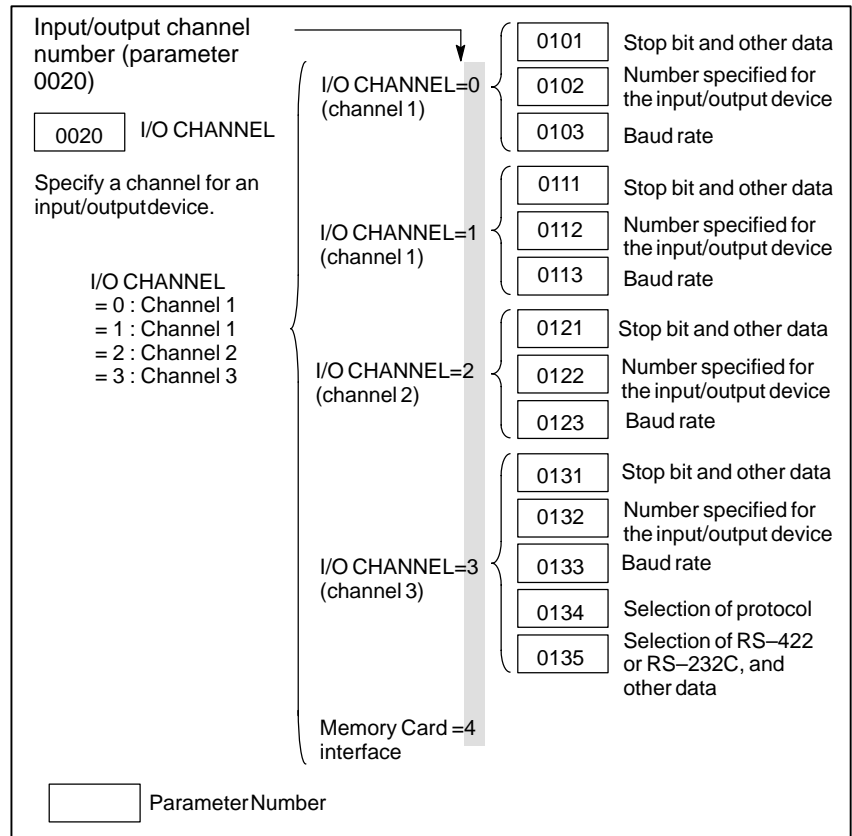 Input/output channel
number (parameter
0020)
0020 I/O CHANNEL
Specify a channel for an
input/outputdevice.
I/O CHANNEL
= 0 : Channel 1
= 1 : Channel 1
= 2 : Channel 2
= 3 : Channel 3
I/O CHANNEL=0
(channel 1)
0101 Stop bit and other data
0102 Number specified for
the input/output device
0103 Baud rate
I/O CHANNEL=1
(channel 1)
0111 Stop bit and other data
0112 Number specified for
the input/output device
0113 Baud rate
I/O CHANNEL=2
(channel 2)
0121 Stop bit and other data
0122 Number specified for
the input/output device
0123 Baud rate
I/O CHANNEL=3
(channel 3)
0131 Stop bit and other data
0132 Number specified for
the input/output device
0133 Baud rate
0134 Selection of protocol
0135 Selection of RS–422
or RS–232C, and
other data
Memory Card =4
interface
ParameterNumber